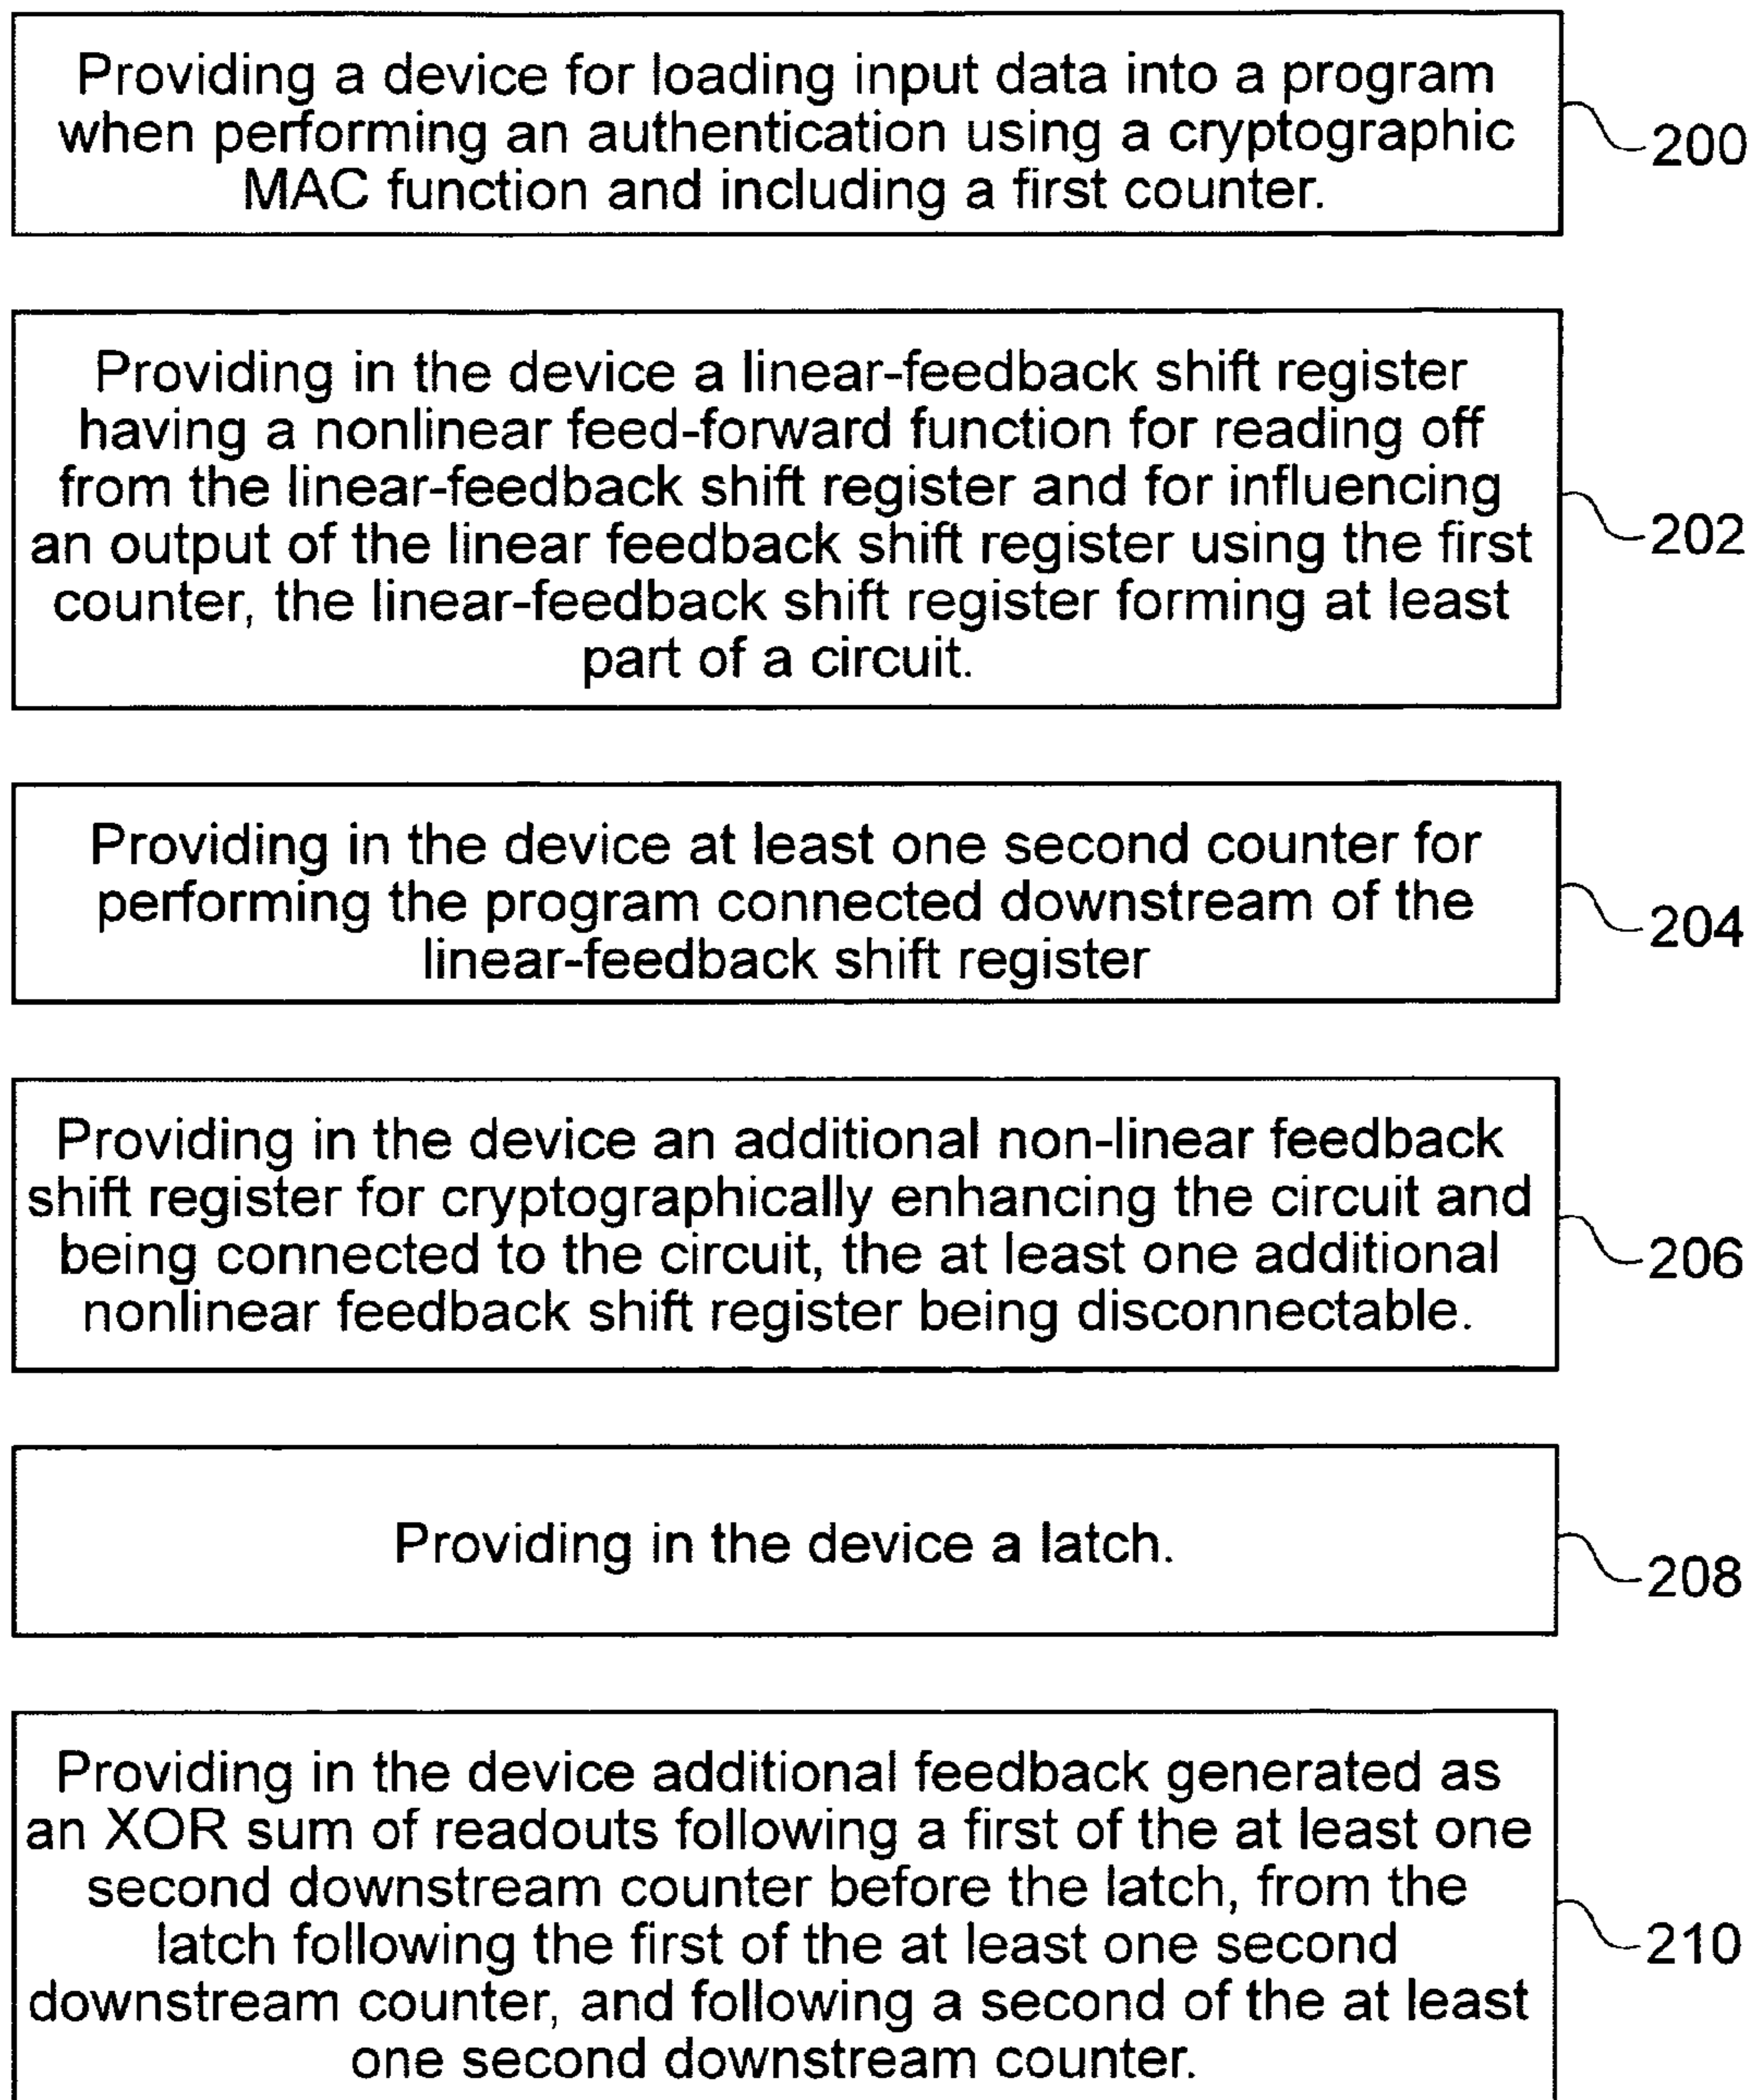 Providing a device for loading input data into a program
when performing an authentication using a cryptographic
MAC function and including a first counter.
200
Providing in the device a linear-feedback shift register
having a nonlinear feed-forward function for reading off
from the linear-feedback shift register and for influencing
an output of the linear feedback shift register using the first
counter, the linear-feedback shift register forming at least
part of a circuit.
202
Providing in the device at least one second counter for
performing the program connected downstream of the
linear-feedback shift register
204
Providing in the device an additional non-linear feedback
shift register for cryptographically enhancing the circuit and
being connected to the circuit, the at least one additional
nonlinear feedback shift register being disconnectable.
206
Providing in the device a latch.
208
Providing in the device additional feedback generated as
an XOR sum of readouts following a first of the at least one
second downstream counter before the latch, from the
latch following the first of the at least one second
downstream counter, and following a second of the at least
one second downstream counter.
210